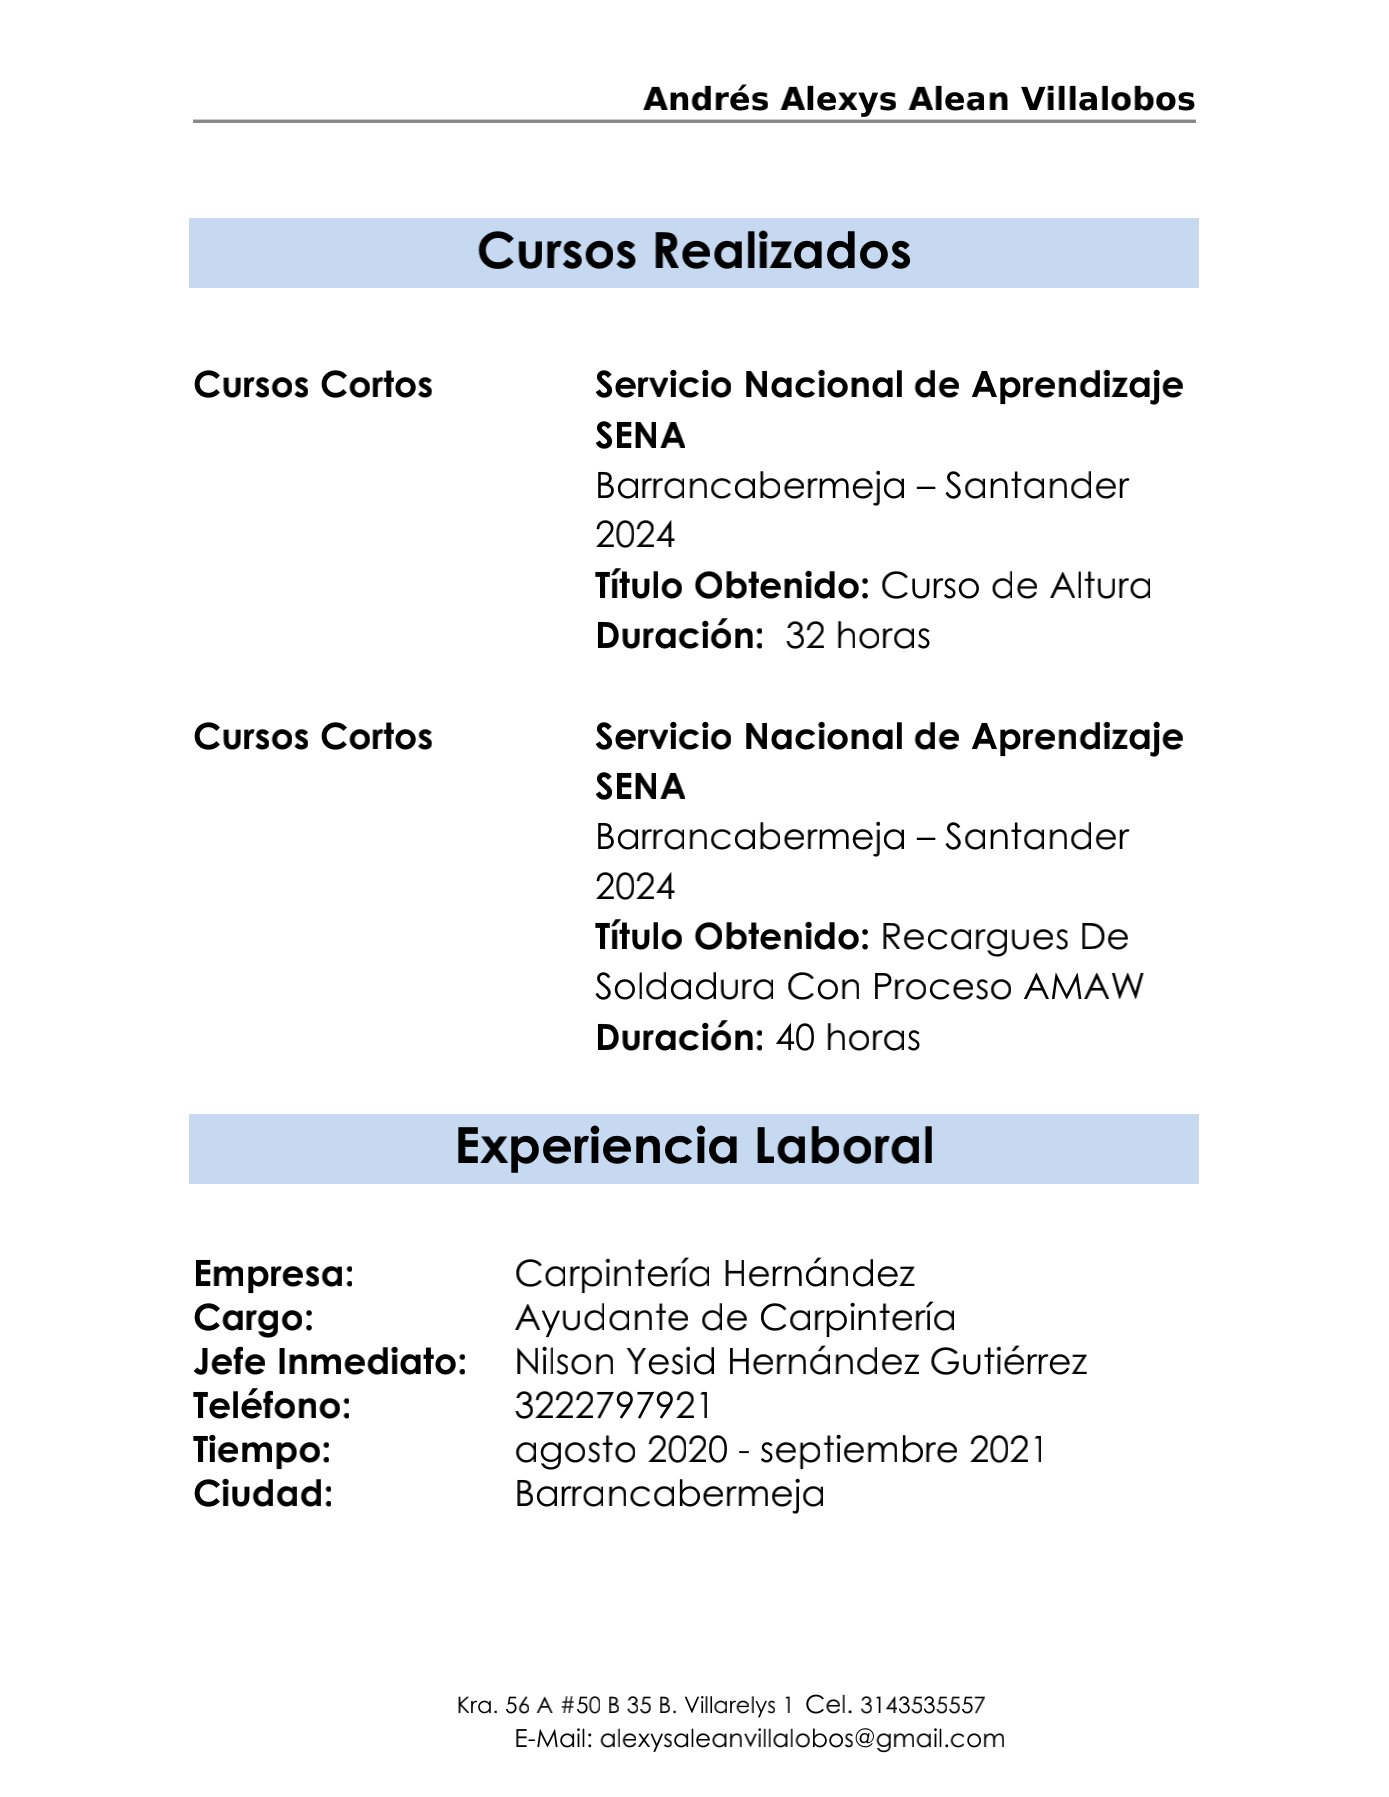 Andrés Alexys Alean Villalobos
Cursos Realizados
Cursos Cortos Servicio Nacional de Aprendizaje
SENA
Barrancabermeja – Santander
2024
Título Obtenido: Curso de Altura
Duración: 32 horas
Cursos Cortos Servicio Nacional de Aprendizaje
SENA
Barrancabermeja – Santander
2024
Título Obtenido: Recargues De
Soldadura Con Proceso AMAW
Duración: 40 horas
Experiencia Laboral
Empresa: Carpintería Hernández
Cargo: Ayudante de Carpintería
Jefe Inmediato: Nilson Yesid Hernández Gutiérrez
Teléfono: 3222797921
Tiempo: agosto 2020 - septiembre 2021
Ciudad: Barrancabermeja
Kra. 56 A #50 B 35 B. Villarelys 1 Cel. 3143535557
E-Mail: alexysaleanvillalobos@gmail.com